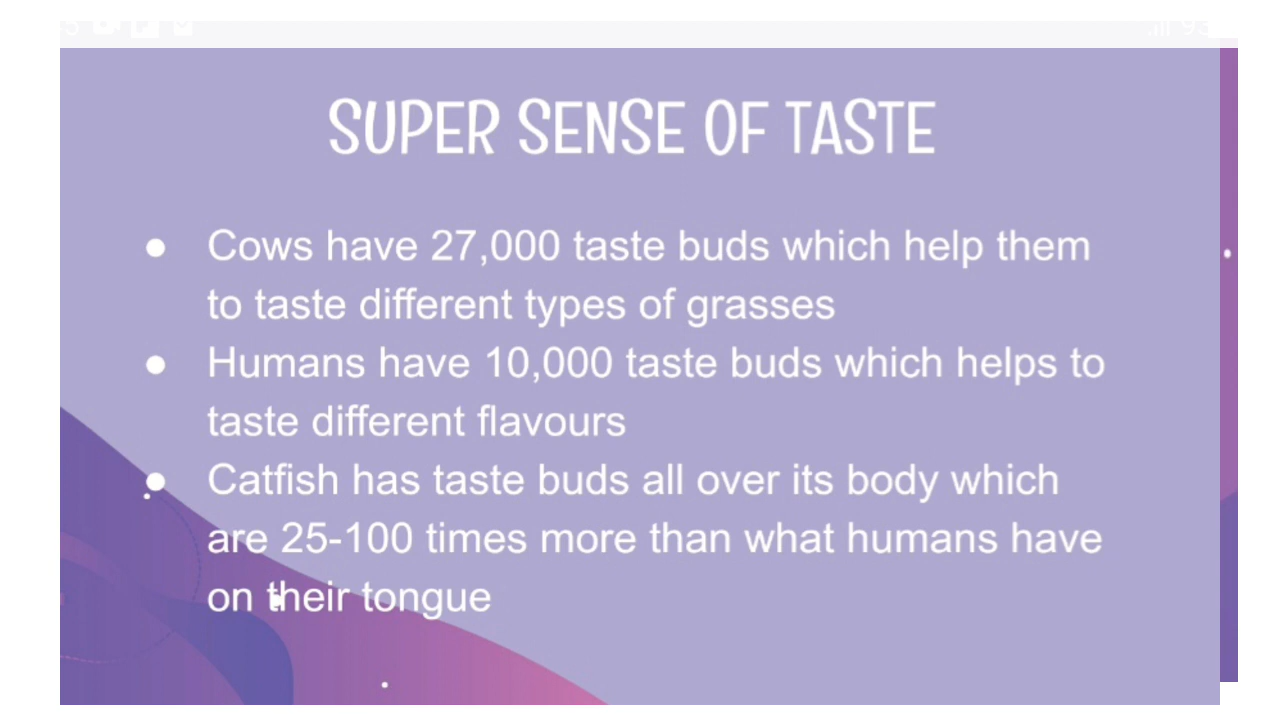 SUPER SENSE OF TASTE
● Cows have 27,000 taste buds which help them
to taste different types of grasses
● Humans have 10,000 taste buds which helps to
taste different flavours
● Catfish has taste buds all over its body which
are 25-100 times more than what humans have
on their tongue